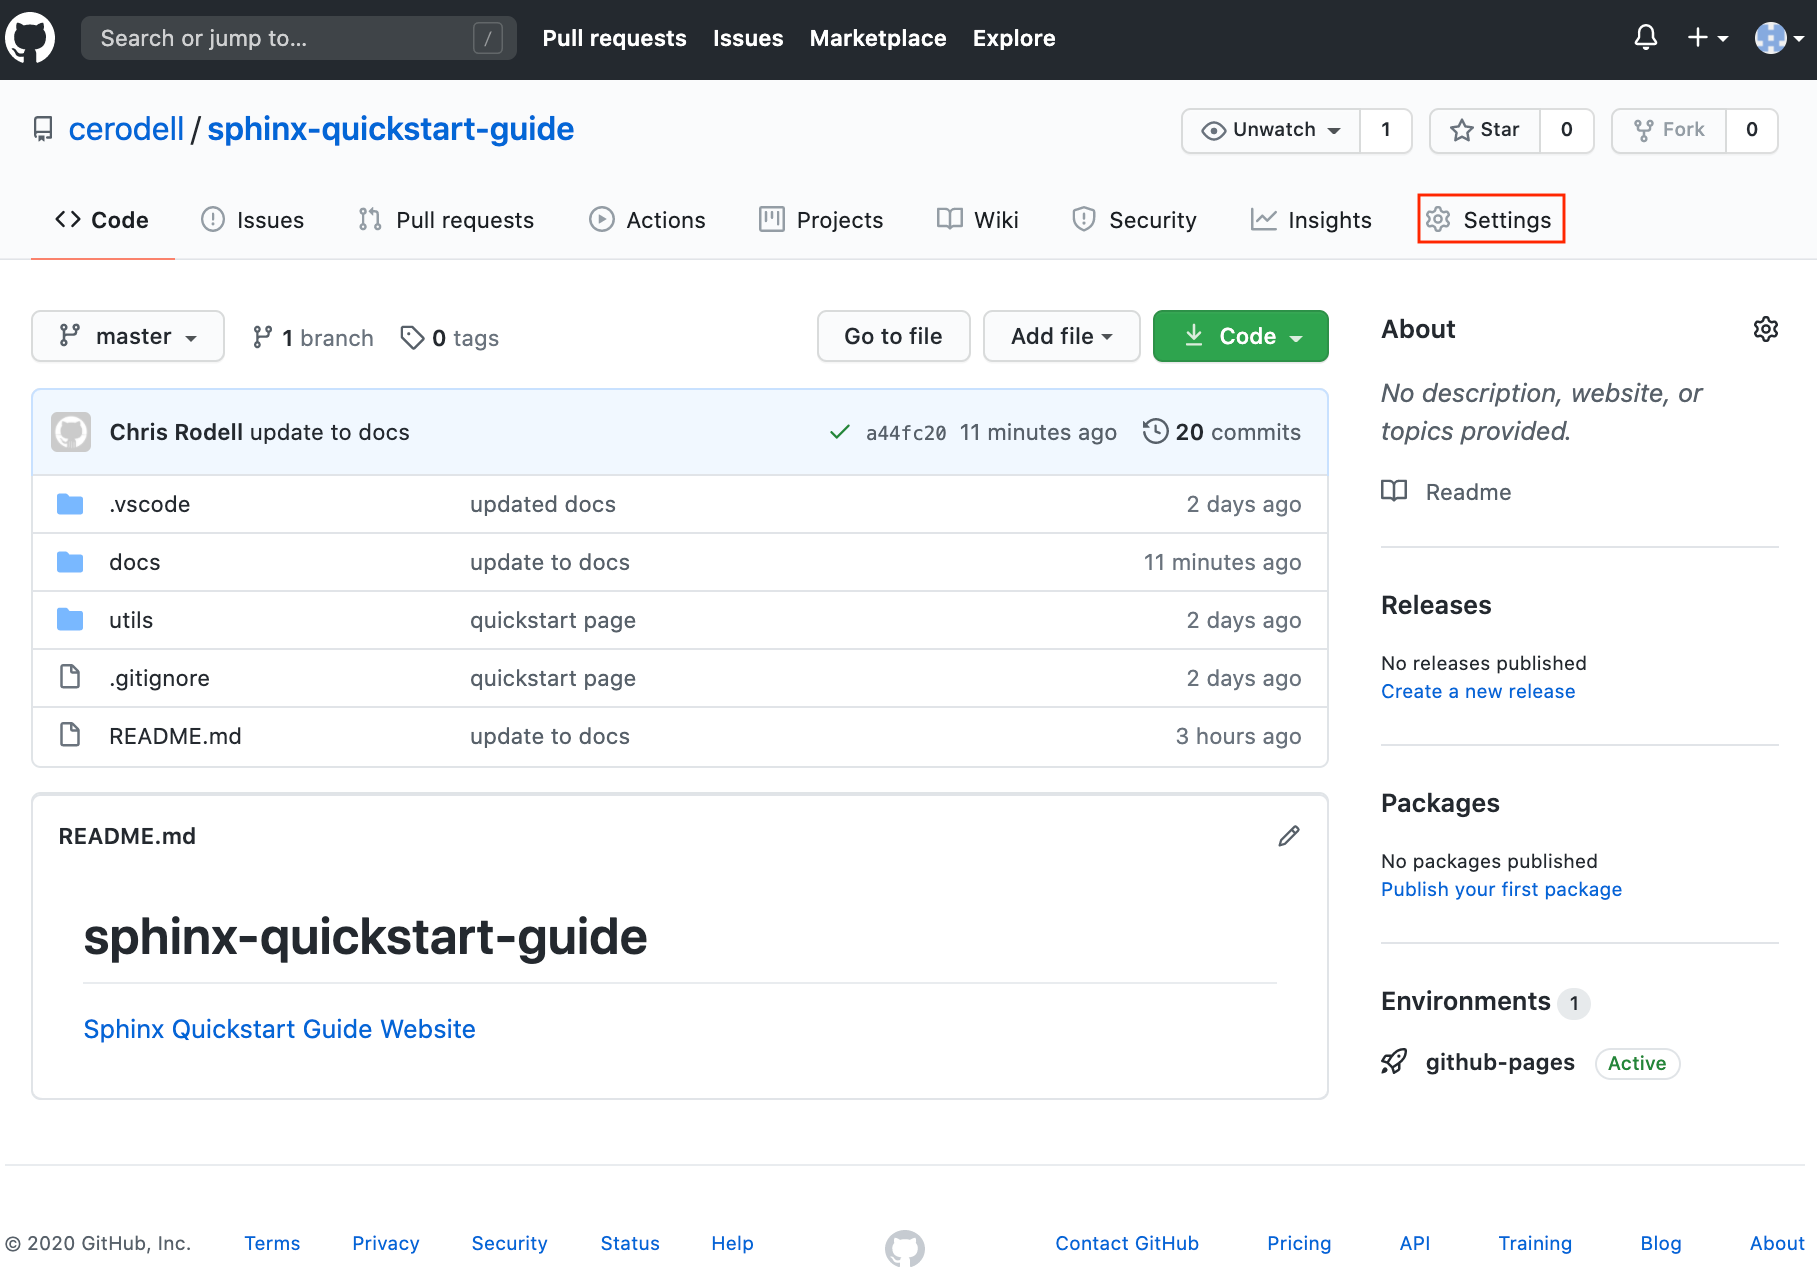 Search or jump to... / Pull requests Issues Marketplace Explore
cerodell / sphinx-quickstart-guide Unwatch 1 Star 0 Fork 0
Code Issues Pull requests Actions Projects Wiki Security Insights Settings
master 1 branch 0 tags Go to file Add file Code
Chris Rodell update to docs a44fc20 11 minutes ago 20 commits
.vscode updated docs 2 days ago
docs update to docs 11 minutes ago
utils quickstart page 2 days ago
.gitignore quickstart page 2 days ago
README.md update to docs 3 hours ago
README.md
sphinx-quickstart-guide
Sphinx Quickstart Guide Website
About
No description, website, or
topics provided.
Readme
Releases
No releases published
Create a new release
Packages
No packages published
Publish your first package
Environments 1
github-pages Active
© 2020 GitHub, Inc. Terms Privacy Security Status Help Contact GitHub Pricing API Training Blog About